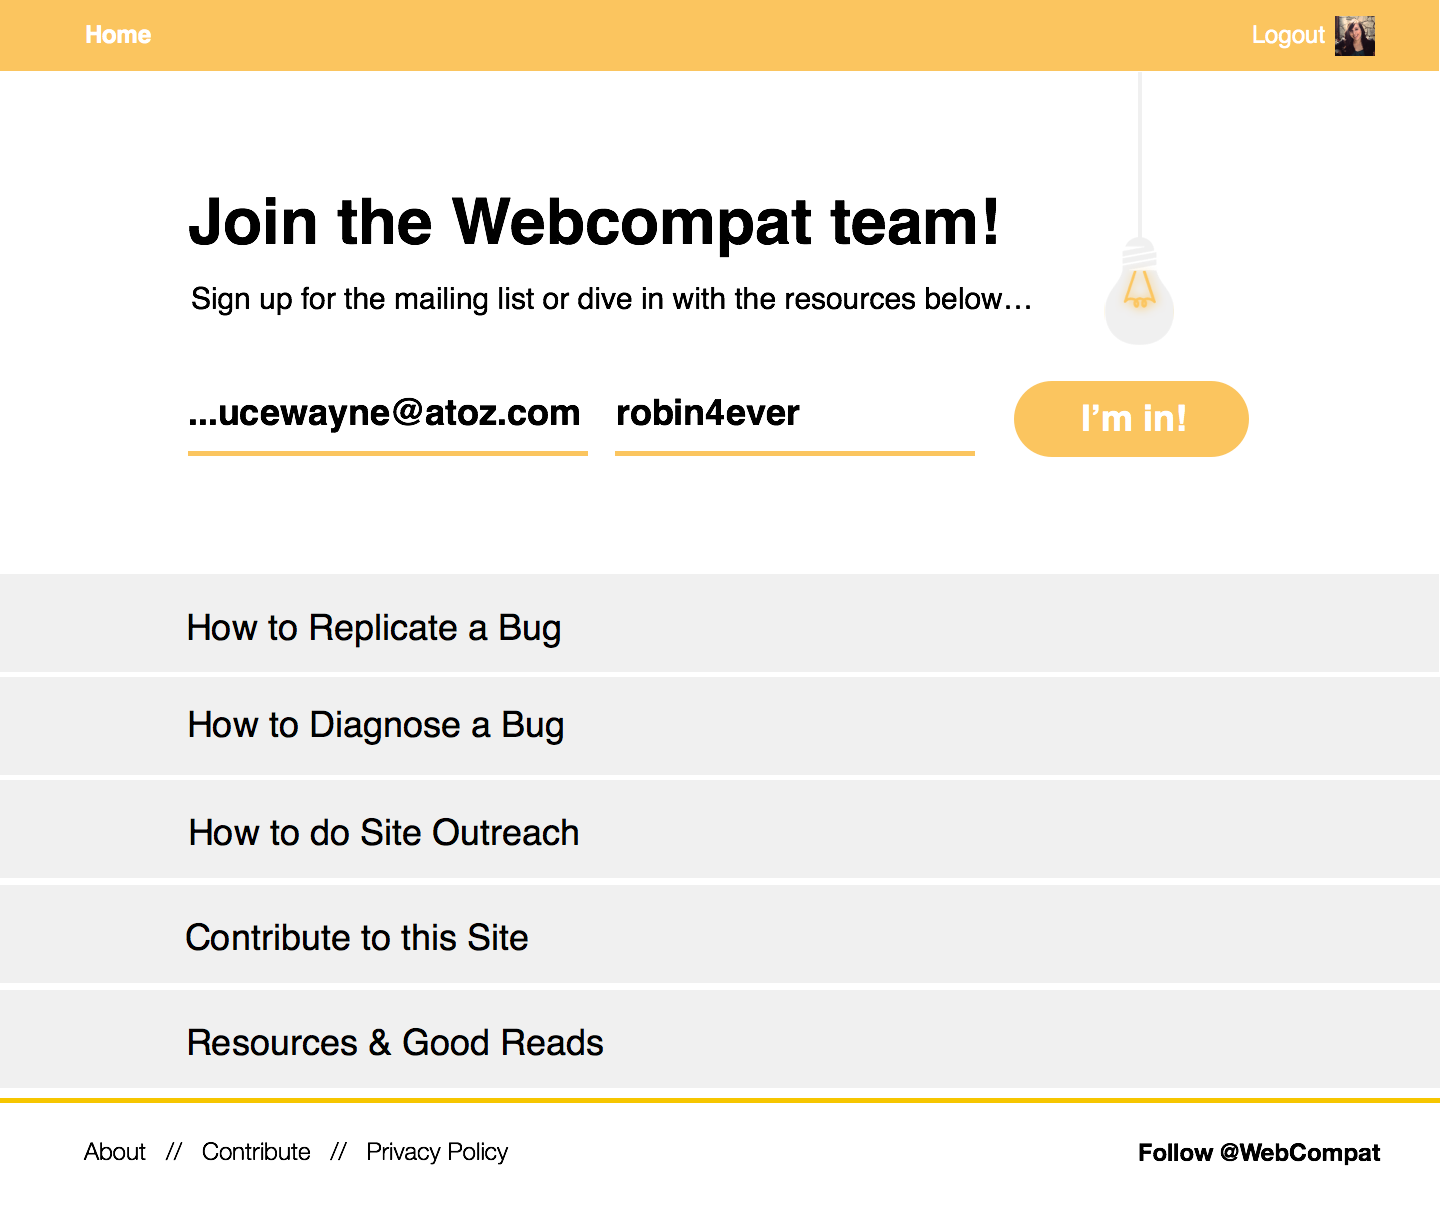 Home Logout
Join the Webcompat team!
Sign up for the mailing list or dive in with the resources below…
...ucewayne@atoz.com robin4ever I’m in!
How to Replicate a Bug
How to Diagnose a Bug
How to do Site Outreach
Contribute to this Site
Resources & Good Reads
About // Contribute // Privacy Policy Follow @WebCompat